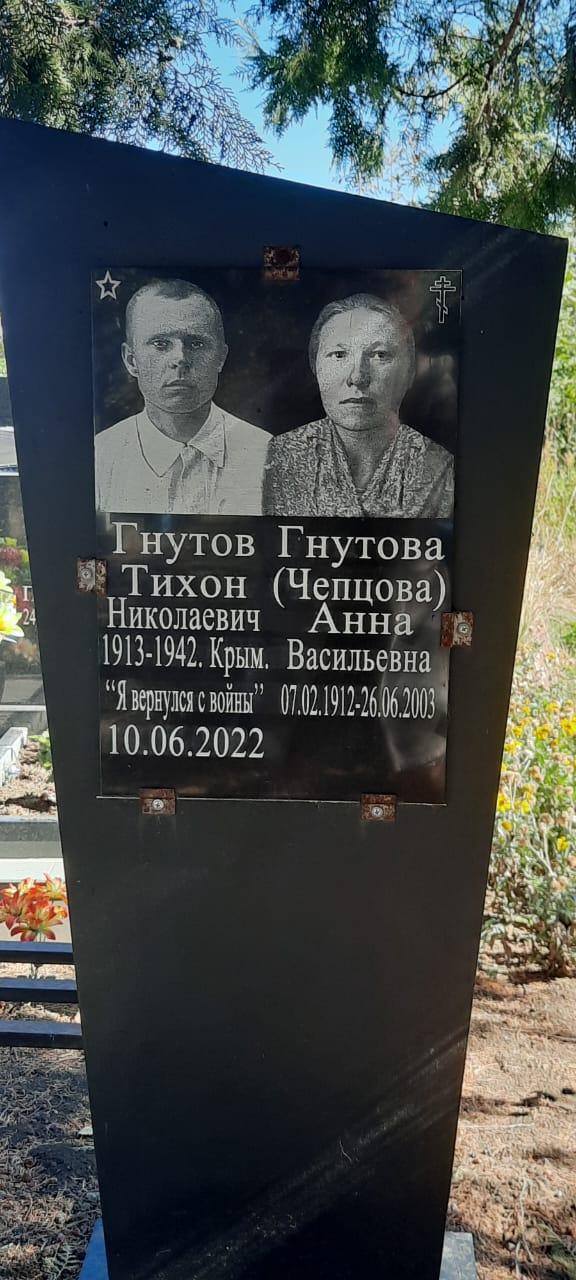 Гнутов
Тихон
Николаевич
1913-1942. Крым.
“Я вернулся с войны”
10.06.2022
Гнутова
(Чепцова)
Анна
Васильевна
07.02.1912-26.06.2003